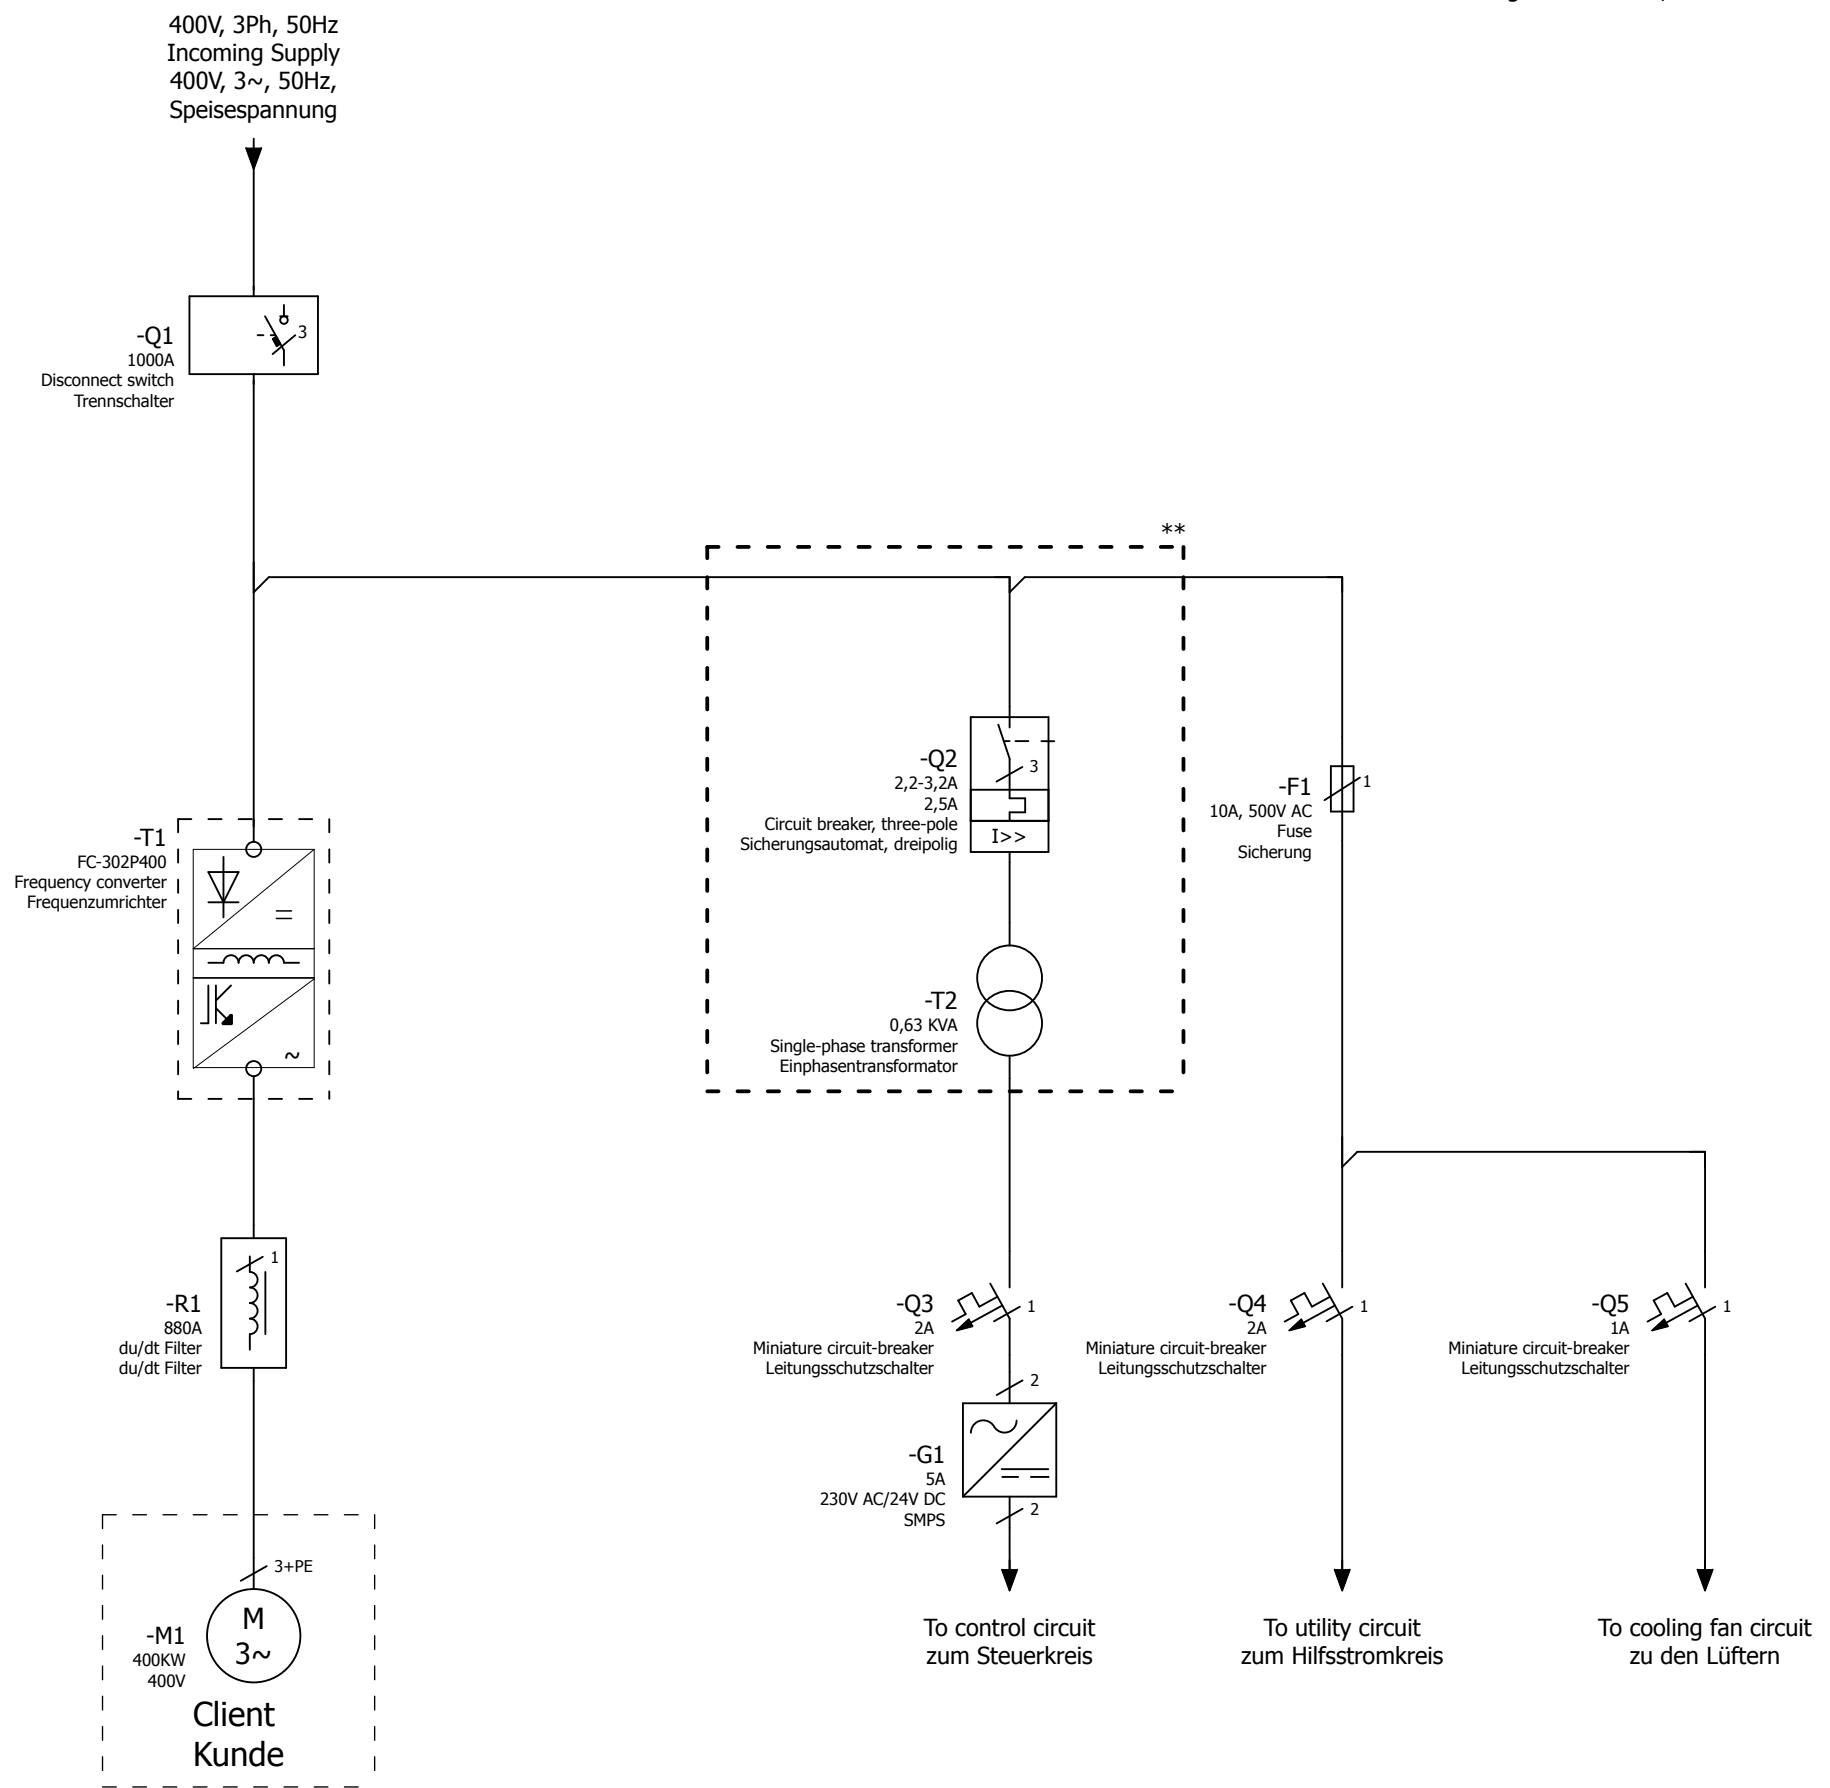 400V, 3Ph, 50Hz
Incoming Supply
400V, 3~, 50Hz,
Speisespannung
-Q1
1000A
Disconnect switch
Trennschalter
3
**
-Q2
2,2-3,2A
2,5A
Circuit breaker, three-pole
Sicherungsautomat, dreipolig
3
I>>
-F1
10A, 500V AC
Fuse
Sicherung
1
-T1
FC-302P400
Frequency converter
Frequenzumrichter
=
~
-T2
0,63 KVA
Single-phase transformer
Einphasentransformator
-R1
880A
du/dt Filter
du/dt Filter
1
-Q3
2A
Miniature circuit-breaker
Leitungsschutzschalter
1
-Q4
2A
Miniature circuit-breaker
Leitungsschutzschalter
1
-Q5
1A
Miniature circuit-breaker
Leitungsschutzschalter
1
2
-G1
5A
230V AC/24V DC
SMPS
2
3+PE
-M1
400KW
400V
M
3~
Client
Kunde
To control circuit
zum Steuerkreis
To utility circuit
zum Hilfsstromkreis
To cooling fan circuit
zu den Lüftern